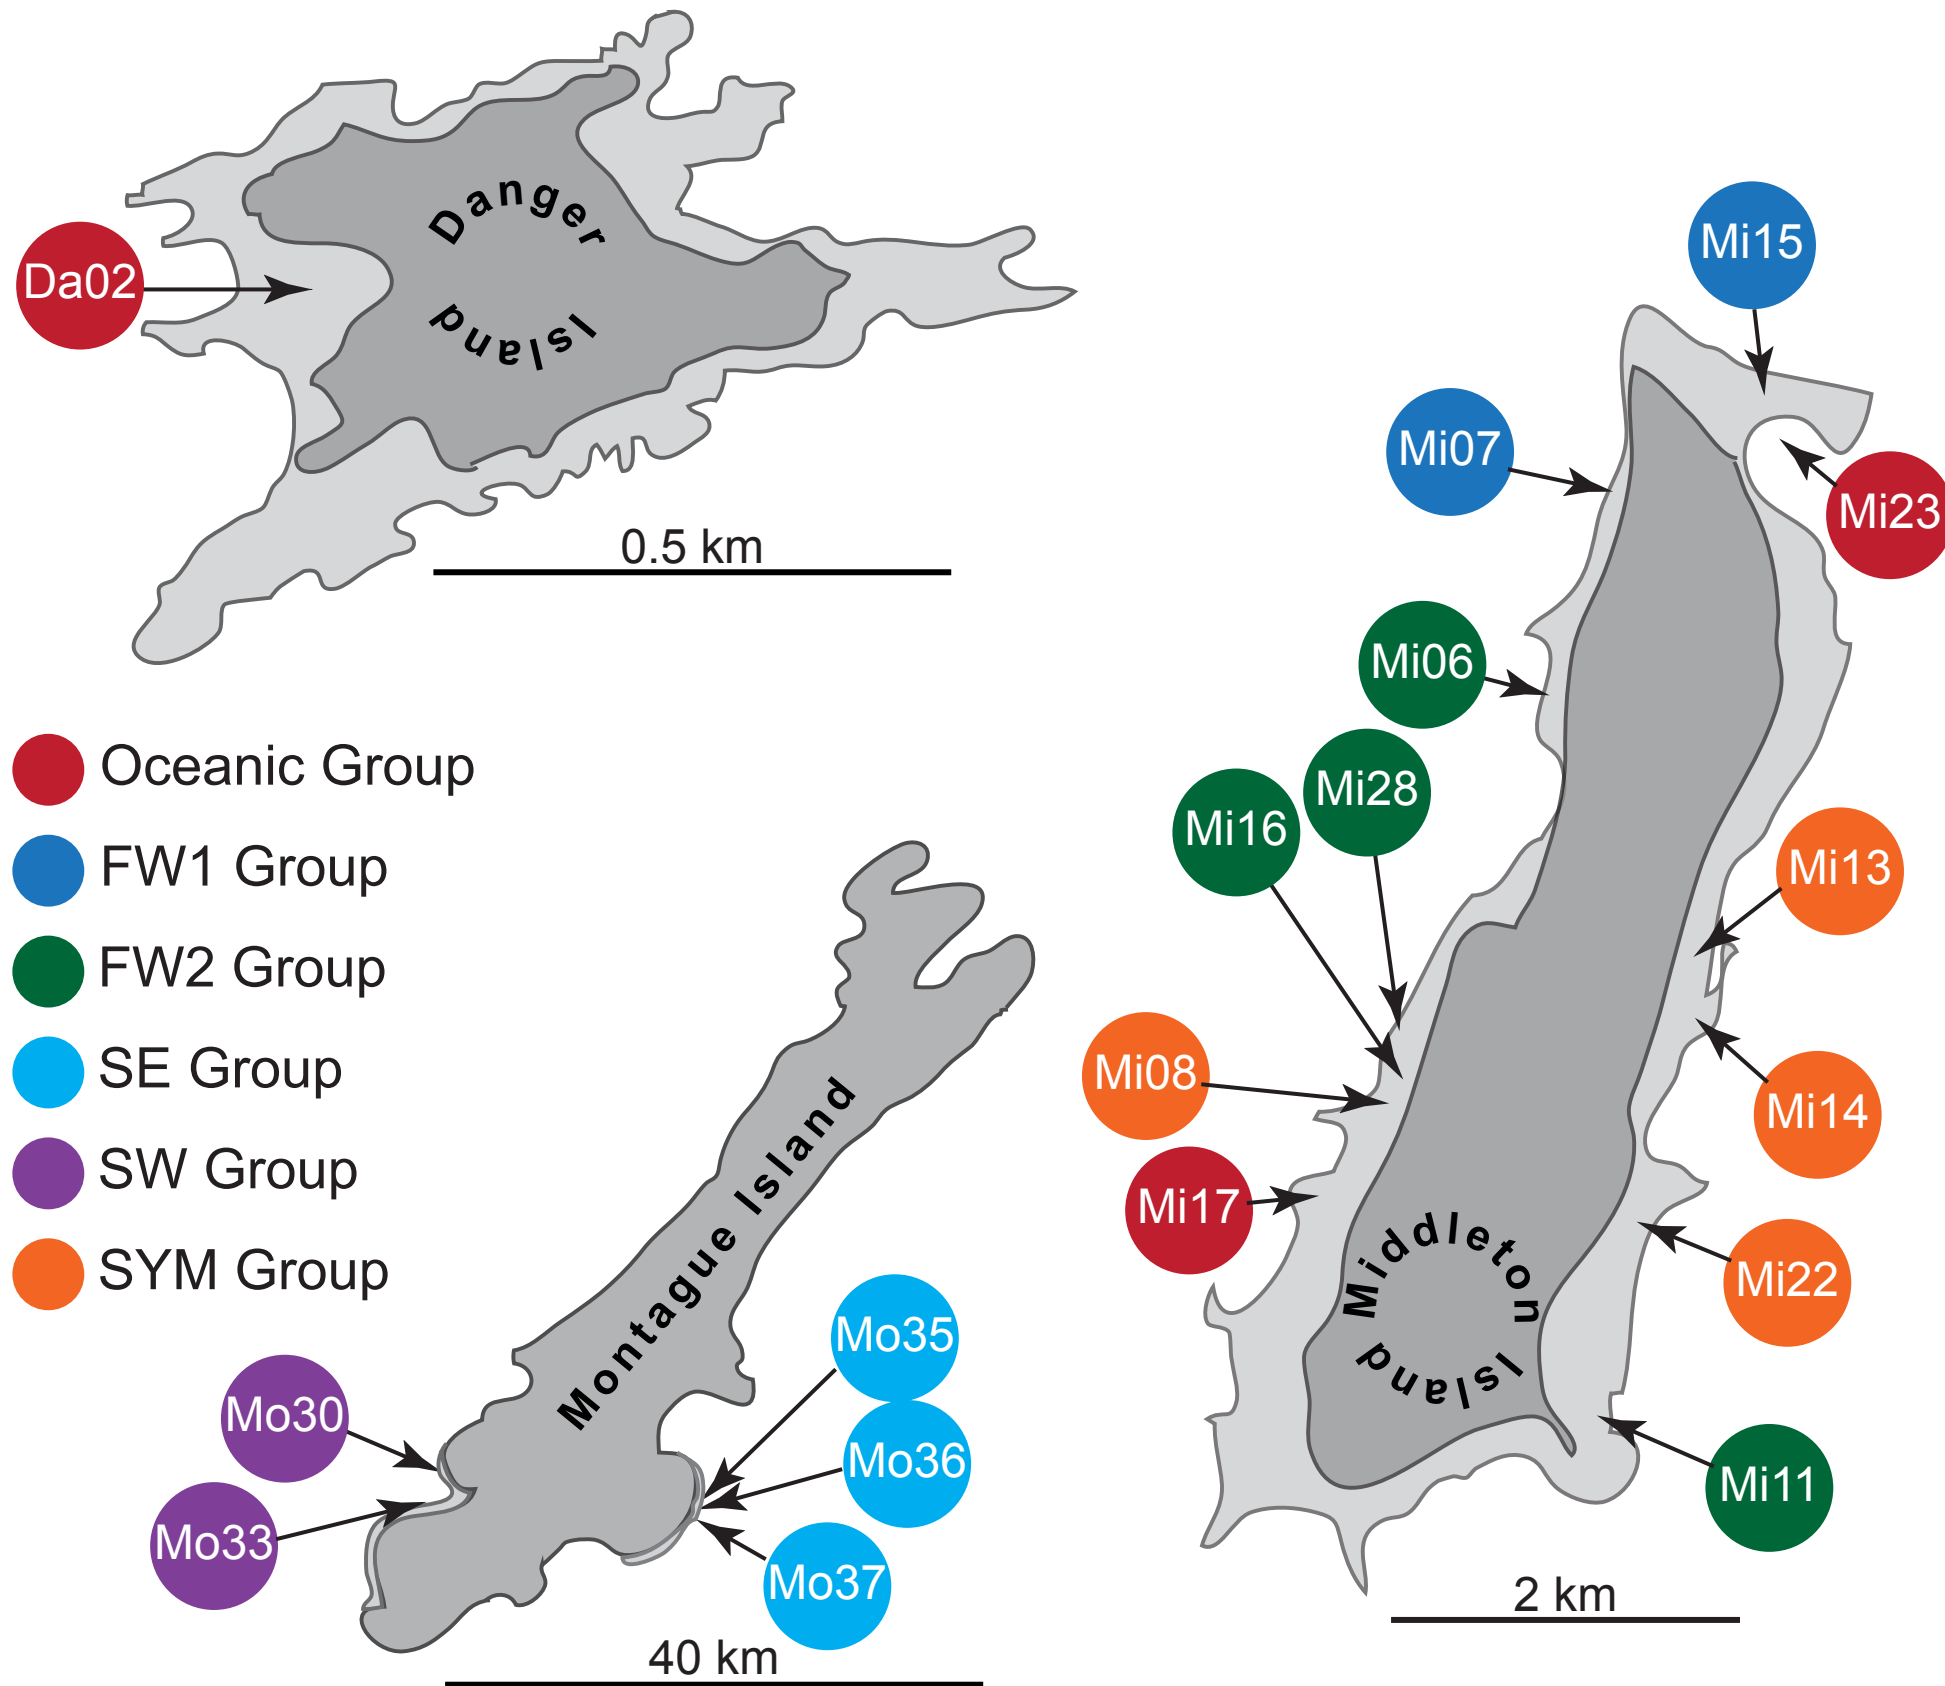 Danger
Island
Da02
0.5 km
Oceanic Group
FW1 Group
FW2 Group
SE Group
SW Group
SYM Group
Montague Island
Mo30
Mo33
Mo35
Mo36
Mo37
40 km
Mi15
Mi07
Mi23
Mi06
Mi28
Mi16
Mi13
Mi08
Mi14
Mi17
Mi22
Middleton
Island
Mi11
2 km